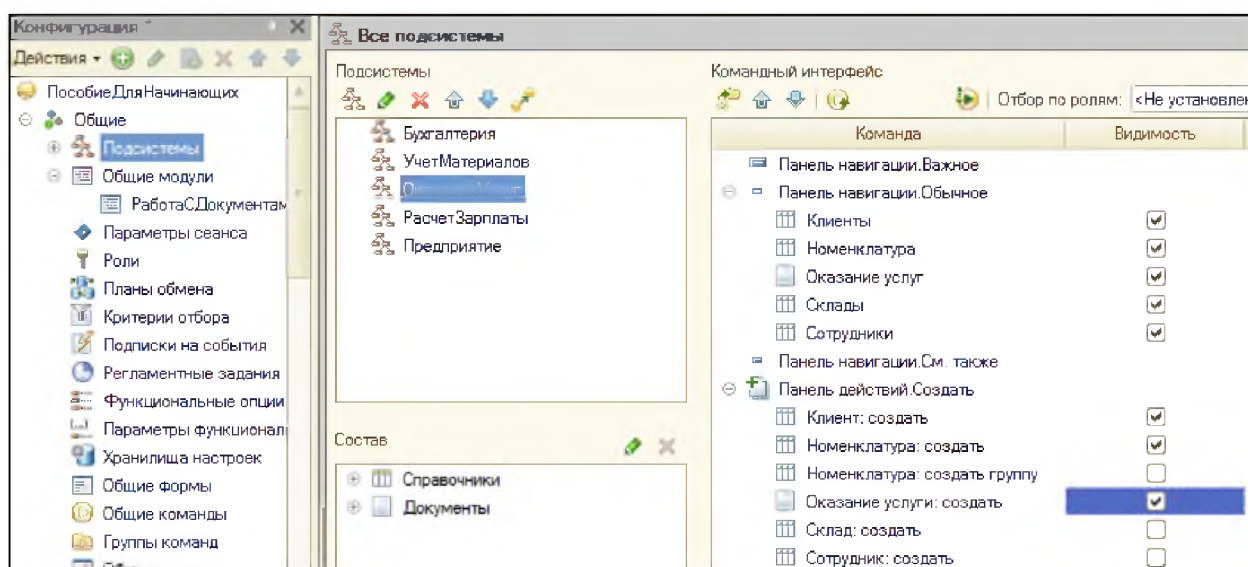 Конфигурация *
Действия
ПособиеДляНачинающих
Общие
Подсистемы
Общие модули
РаботаСДокументам
Параметры сеанса
Роли
Планы обмена
Критерии отбора
Подписки на события
Регламентные задания
Функциональные опции
Параметры функционал
Хранилища настроек
Общие формы
Общие команды
Группы команд
Все подсистемы
Подсистемы
Бухгалтерия
УчетМатериалов
РасчетЗарплаты
Предприятие
Состав
Справочники
Документы
Командный интерфейс
Отбор по ролям: <Не установлен
Команда Видимость
Панель навигации.Важное
Панель навигации.Обычное
Клиенты
Номенклатура
Оказание услуг
Склады
Сотрудники
Панель навигации.См. также
Панель действий.Создать
Клиент: создать
Номенклатура: создать
Номенклатура: создать группу
Оказание услуги: создать
Склад: создать
Сотрудник: создать